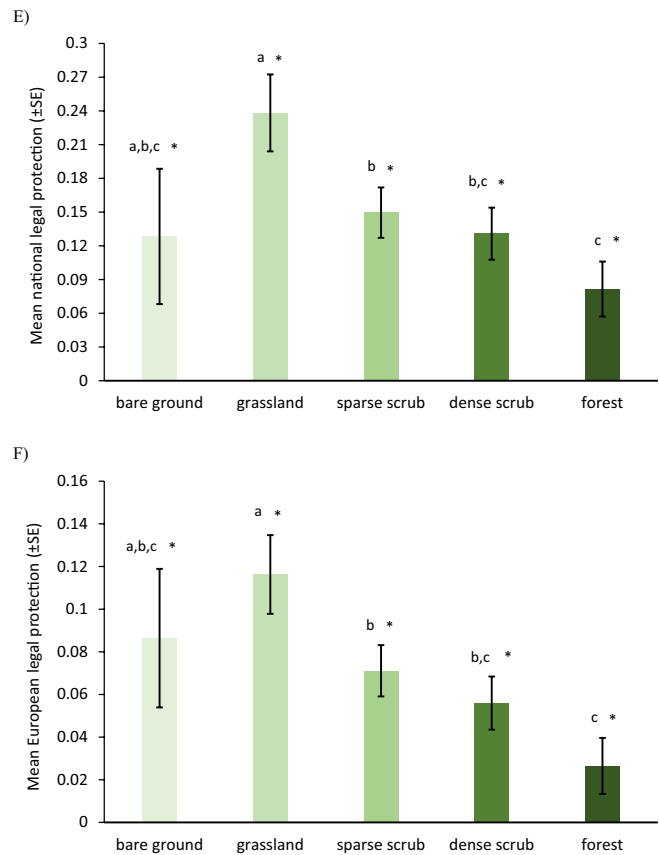 E)
Mean national legal protection (±SE)
0.3
0.27
0.24
0.21
0.18
0.15
0.12
0.09
0.06
0.03
0
a,b,c *
a *
b *
b,c *
c *
bare ground grassland sparse scrub dense scrub forest
F)
Mean European legal protection (±SE)
0.16
0.14
0.12
0.1
0.08
0.06
0.04
0.02
0
a,b,c *
a *
b *
b,c *
c *
bare ground grassland sparse scrub dense scrub forest